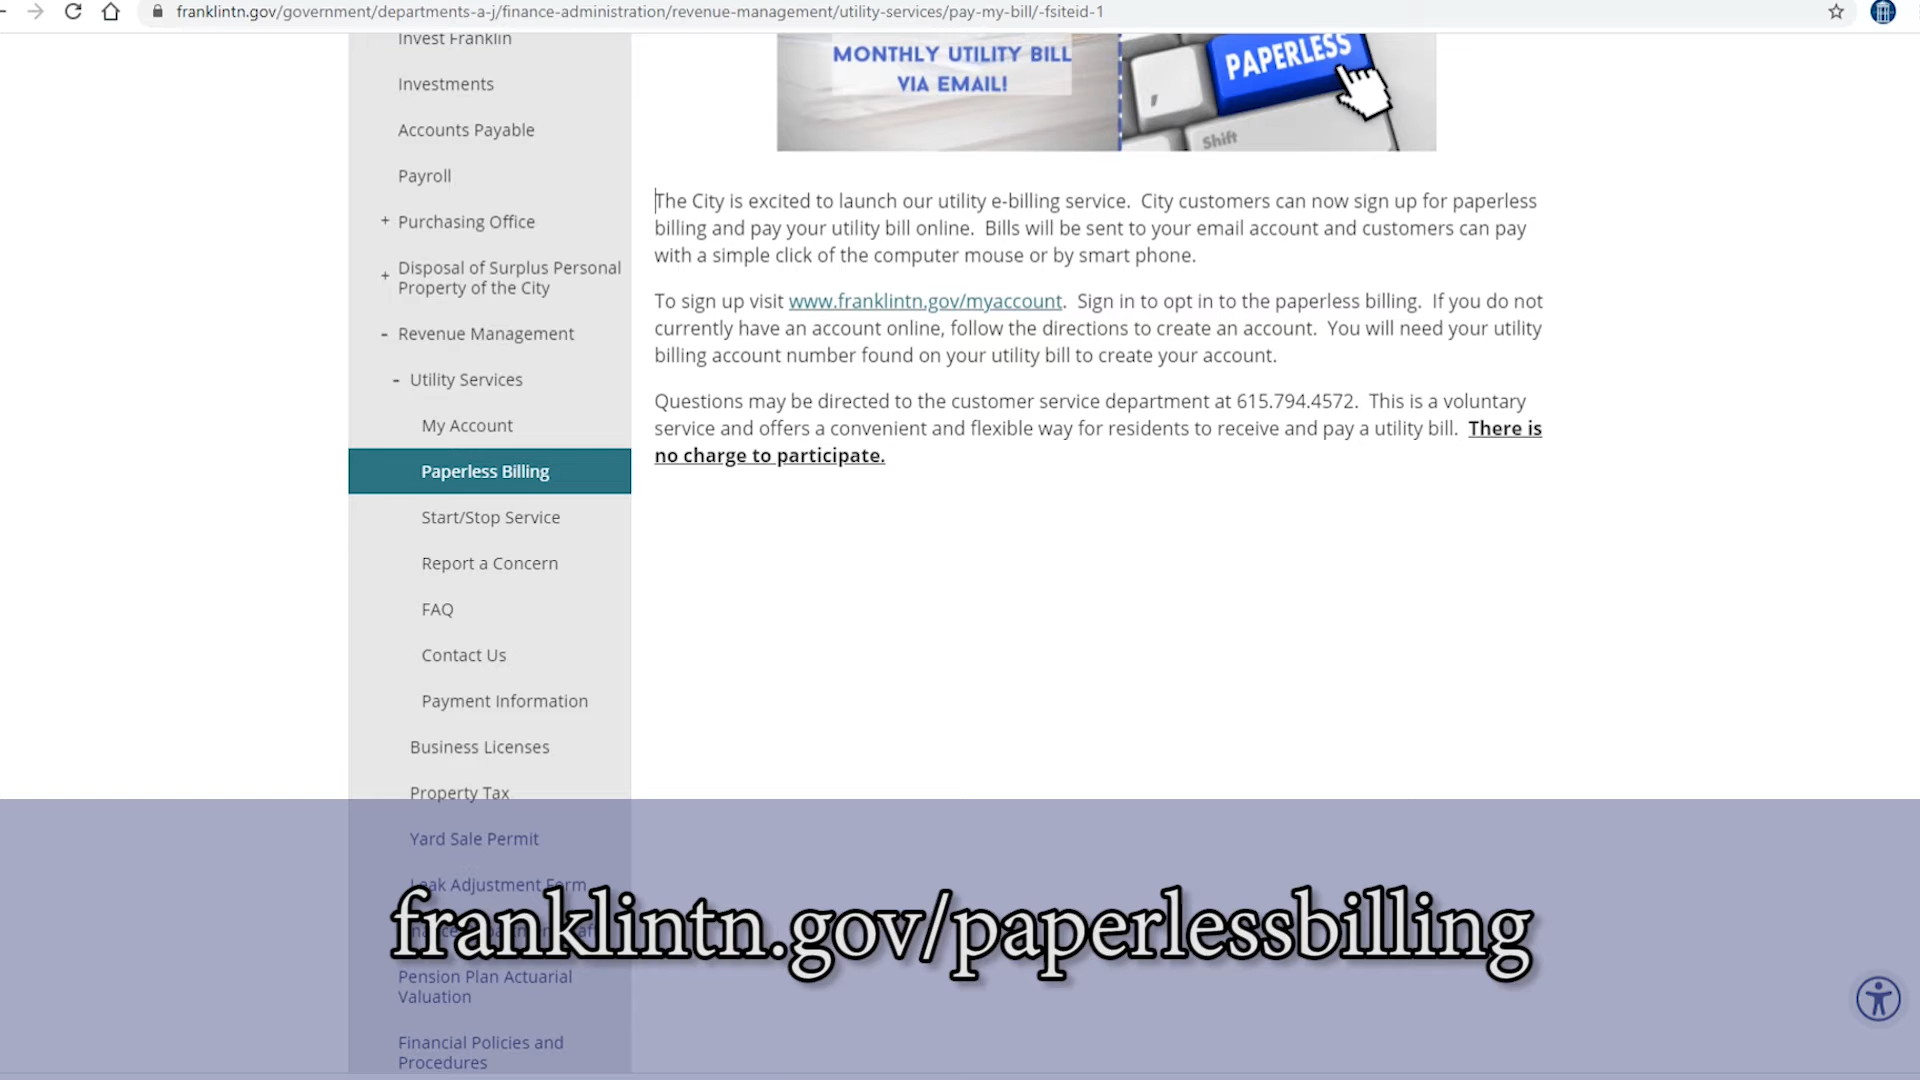 franklintn.gov/government/departments-a-j/finance-administration/revenue-management/utility-services/pay-my-bill/-fsiteid-1
Invest Franklin
Investments
Accounts Payable
Payroll
+ Purchasing Office
+ Disposal of Surplus Personal
Property of the City
- Revenue Management
- Utility Services
My Account
Paperless Billing
Start/Stop Service
Report a Concern
FAQ
Contact Us
Payment Information
Business Licenses
Property Tax
Yard Sale Permit
Leak Adjustment Form
Pension Plan Actuarial
Valuation
Financial Policies and
Procedures
MONTHLY UTILITY BILL
VIA EMAIL!
PAPERLESS
Shift
The City is excited to launch our utility e-billing service. City customers can now sign up for paperless
billing and pay your utility bill online. Bills will be sent to your email account and customers can pay
with a simple click of the computer mouse or by smart phone.
To sign up visit www.franklintn.gov/myaccount. Sign in to opt in to the paperless billing. If you do not
currently have an account online, follow the directions to create an account. You will need your utility
billing account number found on your utility bill to create your account.
Questions may be directed to the customer service department at 615.794.4572. This is a voluntary
service and offers a convenient and flexible way for residents to receive and pay a utility bill. There is
no charge to participate.
franklintn.gov/paperlessbilling